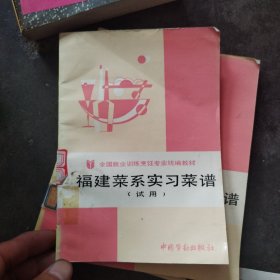 全国就业训练烹饪专业统编教材
福建菜系实习菜谱
（试用）
中国劳动出版社
谱